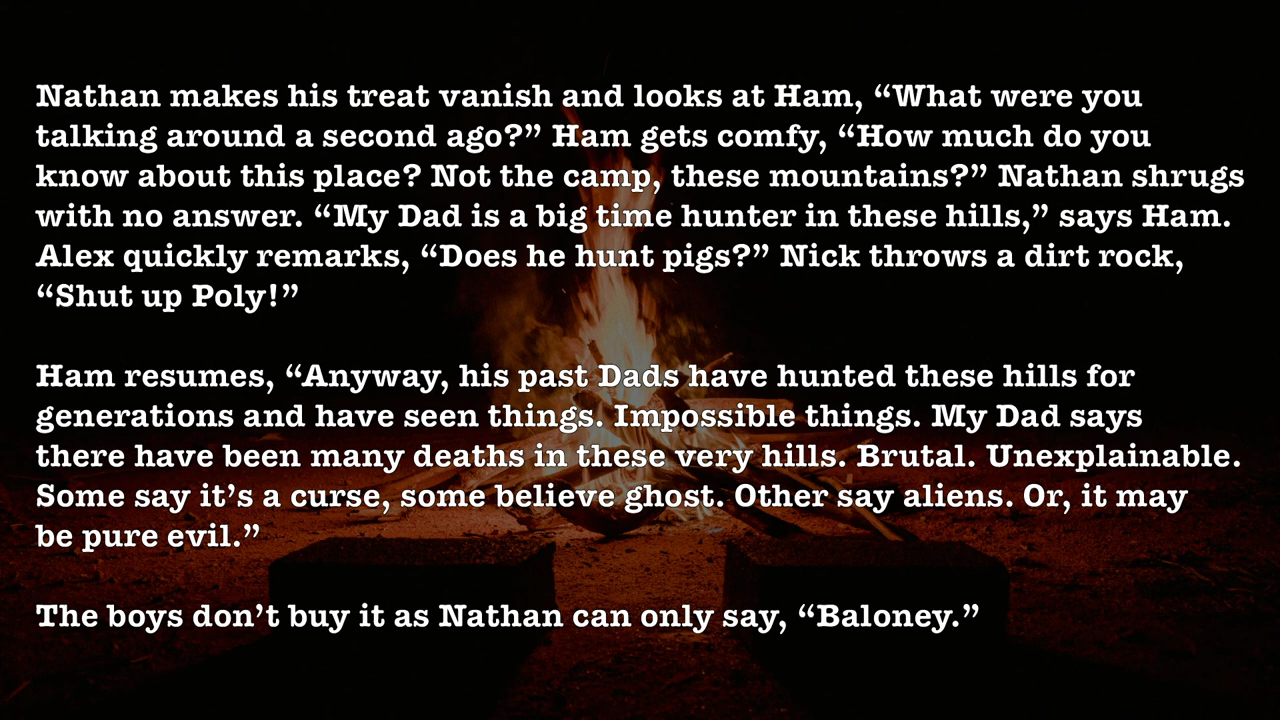 Nathan makes his treat vanish and looks at Ham, “What were you
talking around a second ago?” Ham gets comfy, “How much do you
know about this place? Not the camp, these mountains?” Nathan shrugs
with no answer. “My Dad is a big time hunter in these hills,” says Ham.
Alex quickly remarks, “Does he hunt pigs?” Nick throws a dirt rock,
“Shut up Poly!”
Ham resumes, “Anyway, his past Dads have hunted these hills for
generations and have seen things. Impossible things. My Dad says
there have been many deaths in these very hills. Brutal. Unexplainable.
Some say it’s a curse, some believe ghost. Other say aliens. Or, it may
be pure evil.”
The boys don’t buy it as Nathan can only say, “Baloney.”